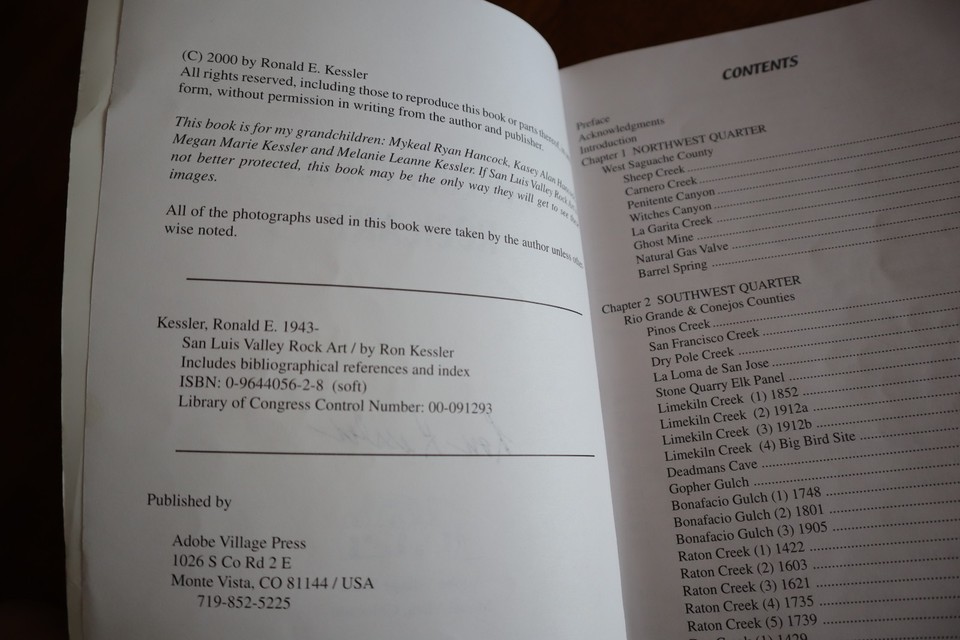 (C) 2000 by Ronald E. Kessler
All rights reserved, including those to reproduce this book or parts
form, without permission in writing from the author and publisher.
This book is for my grandchildren: Mykeal Ryan Hancock, Kasey Alan
Megan Marie Kessler and Melanie Leanne Kessler. If San Luis Valley Rock
not better protected, this book may be the only way they will get to see
images.
All of the photographs used in this book were taken by the author unless
wise noted.
Kessler, Ronald E. 1943-
San Luis Valley Rock Art / by Ron Kessler
Includes bibliographical references and index
ISBN: 0-9644056-2-8 (soft)
Library of Congress Control Number: 00-091293
Published by
Adobe Village Press
1026 S Co Rd 2 E
Monte Vista, CO 81144 / USA
719-852-5225
CONTENTS
Preface
Acknowledgments
Introduction
Chapter 1 NORTHWEST QUARTER
West Saguache County
Sheep Creek
Carnero Creek
Penitente Canyon
Witches Canyon
La Garita Creek
Ghost Mine
Natural Gas Valve
Barrel Spring
Chapter 2 SOUTHWEST QUARTER
Rio Grande & Conejos Counties
Pinos Creek
San Francisco Creek
Dry Pole Creek
La Loma de San Jose
Stone Quarry Elk Panel
Limekiln Creek (1) 1852
Limekiln Creek (2) 1912a
Limekiln Creek (3) 1912b
Limekiln Creek (4) Big Bird Site
Deadmans Cave
Gopher Gulch
Bonafacio Gulch (1) 1748
Bonafacio Gulch (2) 1801
Bonafacio Gulch (3) 1905
Raton Creek (1) 1422
Raton Creek (2) 1603
Raton Creek (3) 1621
Raton Creek (4) 1735
Raton Creek (5) 1739